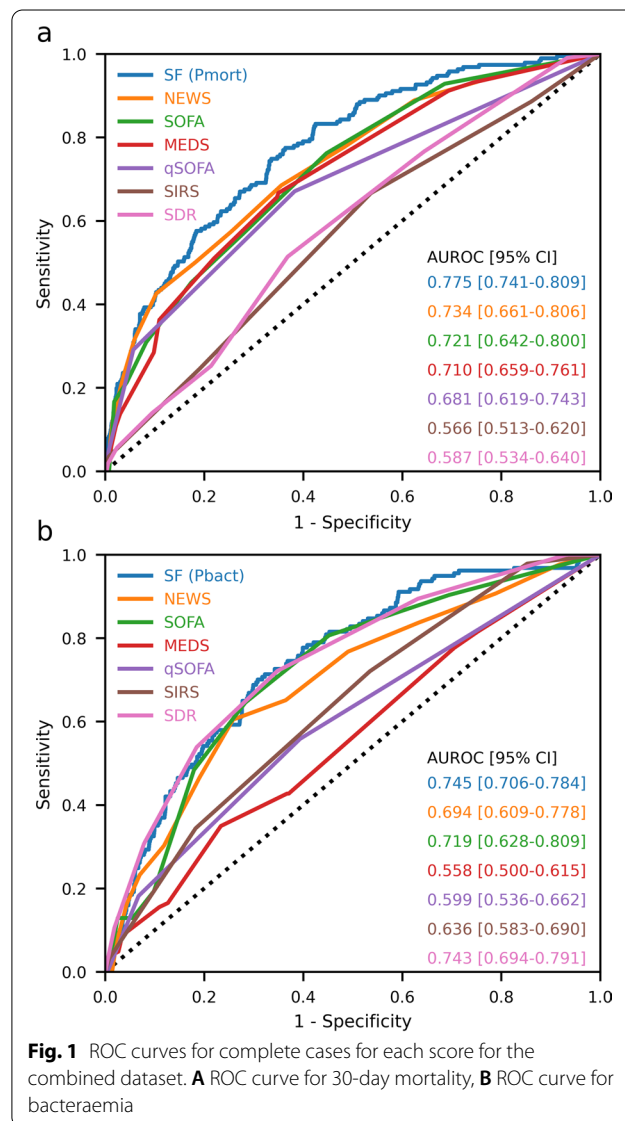 a
1.0
0.8
0.6
0.4
0.2
0.0
Sensitivity
SF (Pmort)
NEWS
SOFA
MEDS
qSOFA
SIRS
SDR
AUROC [95% CI]
0.775 [0.741-0.809]
0.734 [0.661-0.806]
0.721 [0.642-0.800]
0.710 [0.659-0.761]
0.681 [0.619-0.743]
0.566 [0.513-0.620]
0.587 [0.534-0.640]
0.0 0.2 0.4 0.6 0.8 1.0
1 - Specificity
b
1.0
0.8
0.6
0.4
0.2
0.0
Sensitivity
SF (Pbact)
NEWS
SOFA
MEDS
qSOFA
SIRS
SDR
AUROC [95% CI]
0.745 [0.706-0.784]
0.694 [0.609-0.778]
0.719 [0.628-0.809]
0.558 [0.500-0.615]
0.599 [0.536-0.662]
0.636 [0.583-0.690]
0.743 [0.694-0.791]
0.0 0.2 0.4 0.6 0.8 1.0
1 - Specificity
Fig. 1 ROC curves for complete cases for each score for the
combined dataset. A ROC curve for 30-day mortality, B ROC curve for
bacteraemia